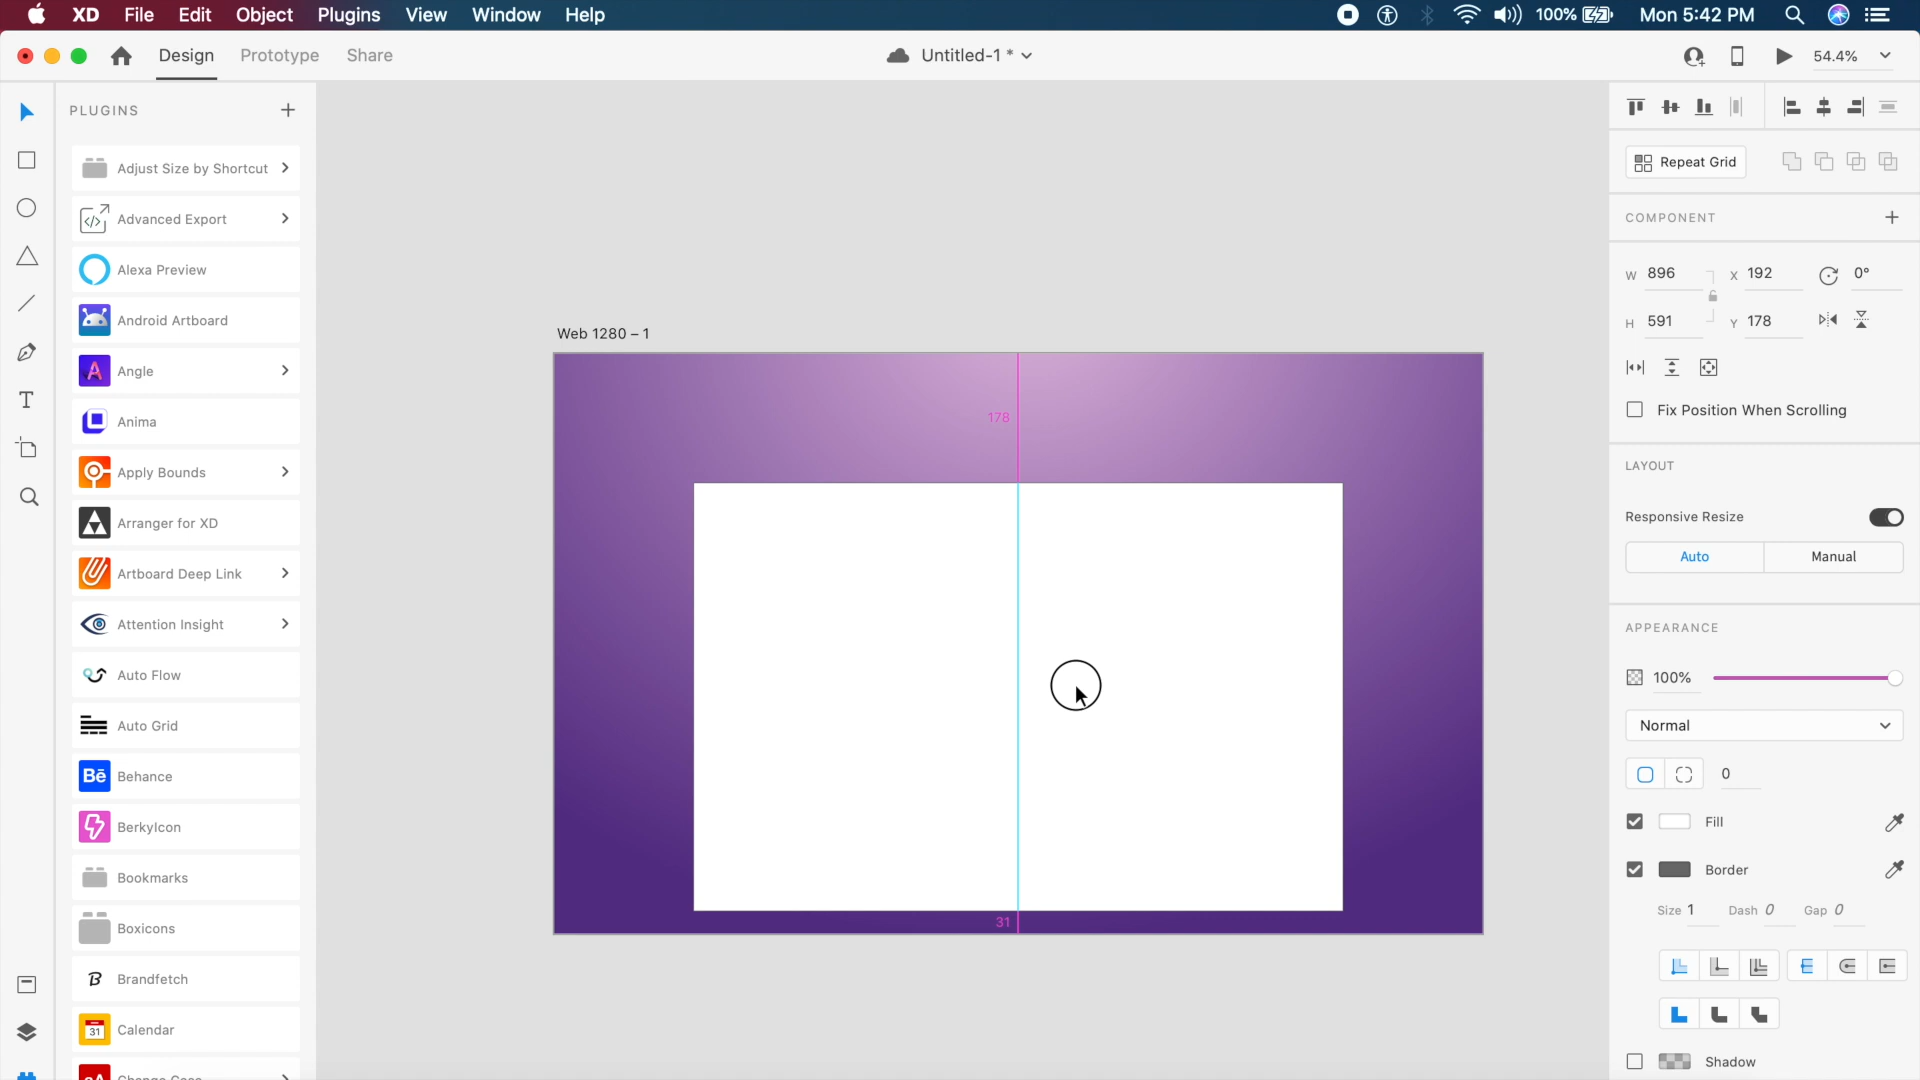 XD File Edit Object Plugins View Window Help 100% Mon 5:42 PM
Design Prototype Share Untitled-1 * 54.4%
PLUGINS
Adjust Size by Shortcut
Advanced Export
Alexa Preview
Android Artboard
Angle
Anima
Apply Bounds
Arranger for XD
Artboard Deep Link
Attention Insight
Auto Flow
Auto Grid
Bē Behance
BerkyIcon
Bookmarks
Boxicons
Brandfetch
31 Calendar
Web 1280 – 1
178
31
Repeat Grid
COMPONENT
W 896 X 192 0°
H 591 Y 178
Fix Position When Scrolling
LAYOUT
Responsive Resize
Auto Manual
APPEARANCE
100%
Normal
0
Fill
Border
Size 1 Dash 0 Gap 0
Shadow